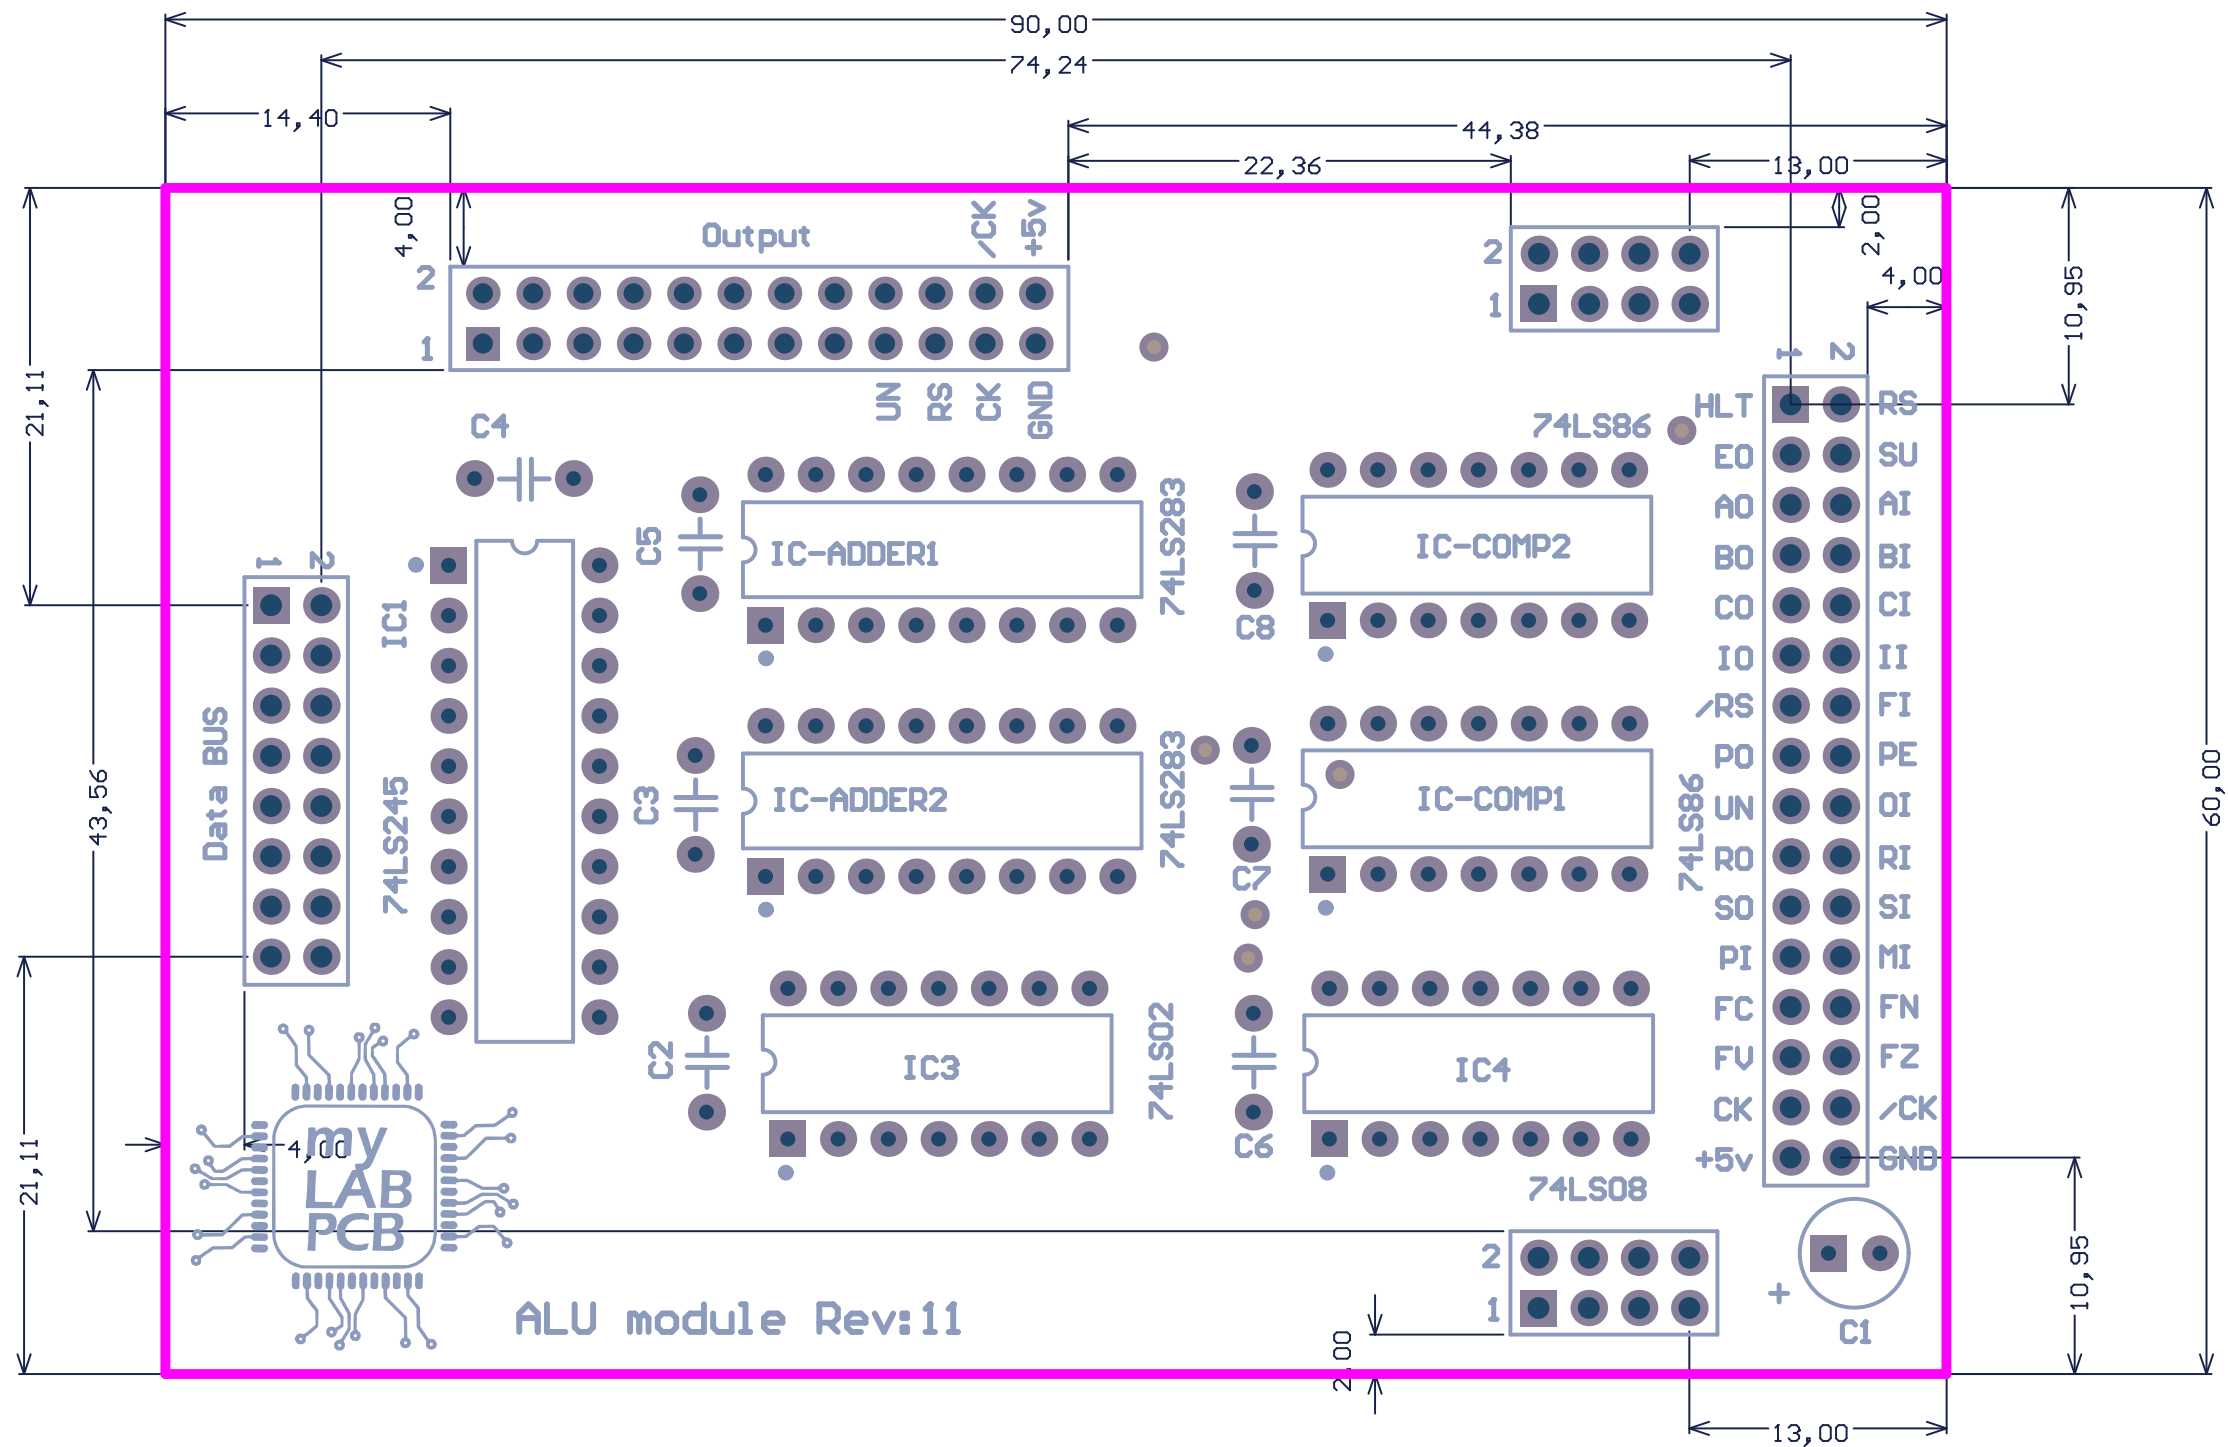 90,00
74,24
14,40
44,38
22,36
13,00
4,00
Output
/CK
+5v
2,00
2
1
2
1
4,00
10,95
21,11
UN
RS
CK
GND
1 2
C4
74LS86
HLT RS
EO SU
AO AI
BO BI
CO CI
IO II
/RS FI
PO PE
UN OI
RO RI
SO SI
PI MI
FC FN
FV FZ
CK /CK
+5v GND
C5
IC-ADDER1
74LS283
IC-COMP2
C8
1 2
IC1
Data BUS
74LS245
43,56
60,00
C3
IC-ADDER2
74LS283
IC-COMP1
74LS86
C7
C2
IC3
74LS02
IC4
C6
74LS08
4,00
21,11
my
LAB
PCB
10,95
2
1
+
C1
ALU module Rev:11
2,00
13,00